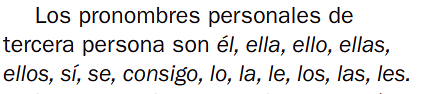 Los pronombres personales de
tercera persona son él, ella, ello, ellas,
ellos, sí, se, consigo, lo, la, le, los, las, les.